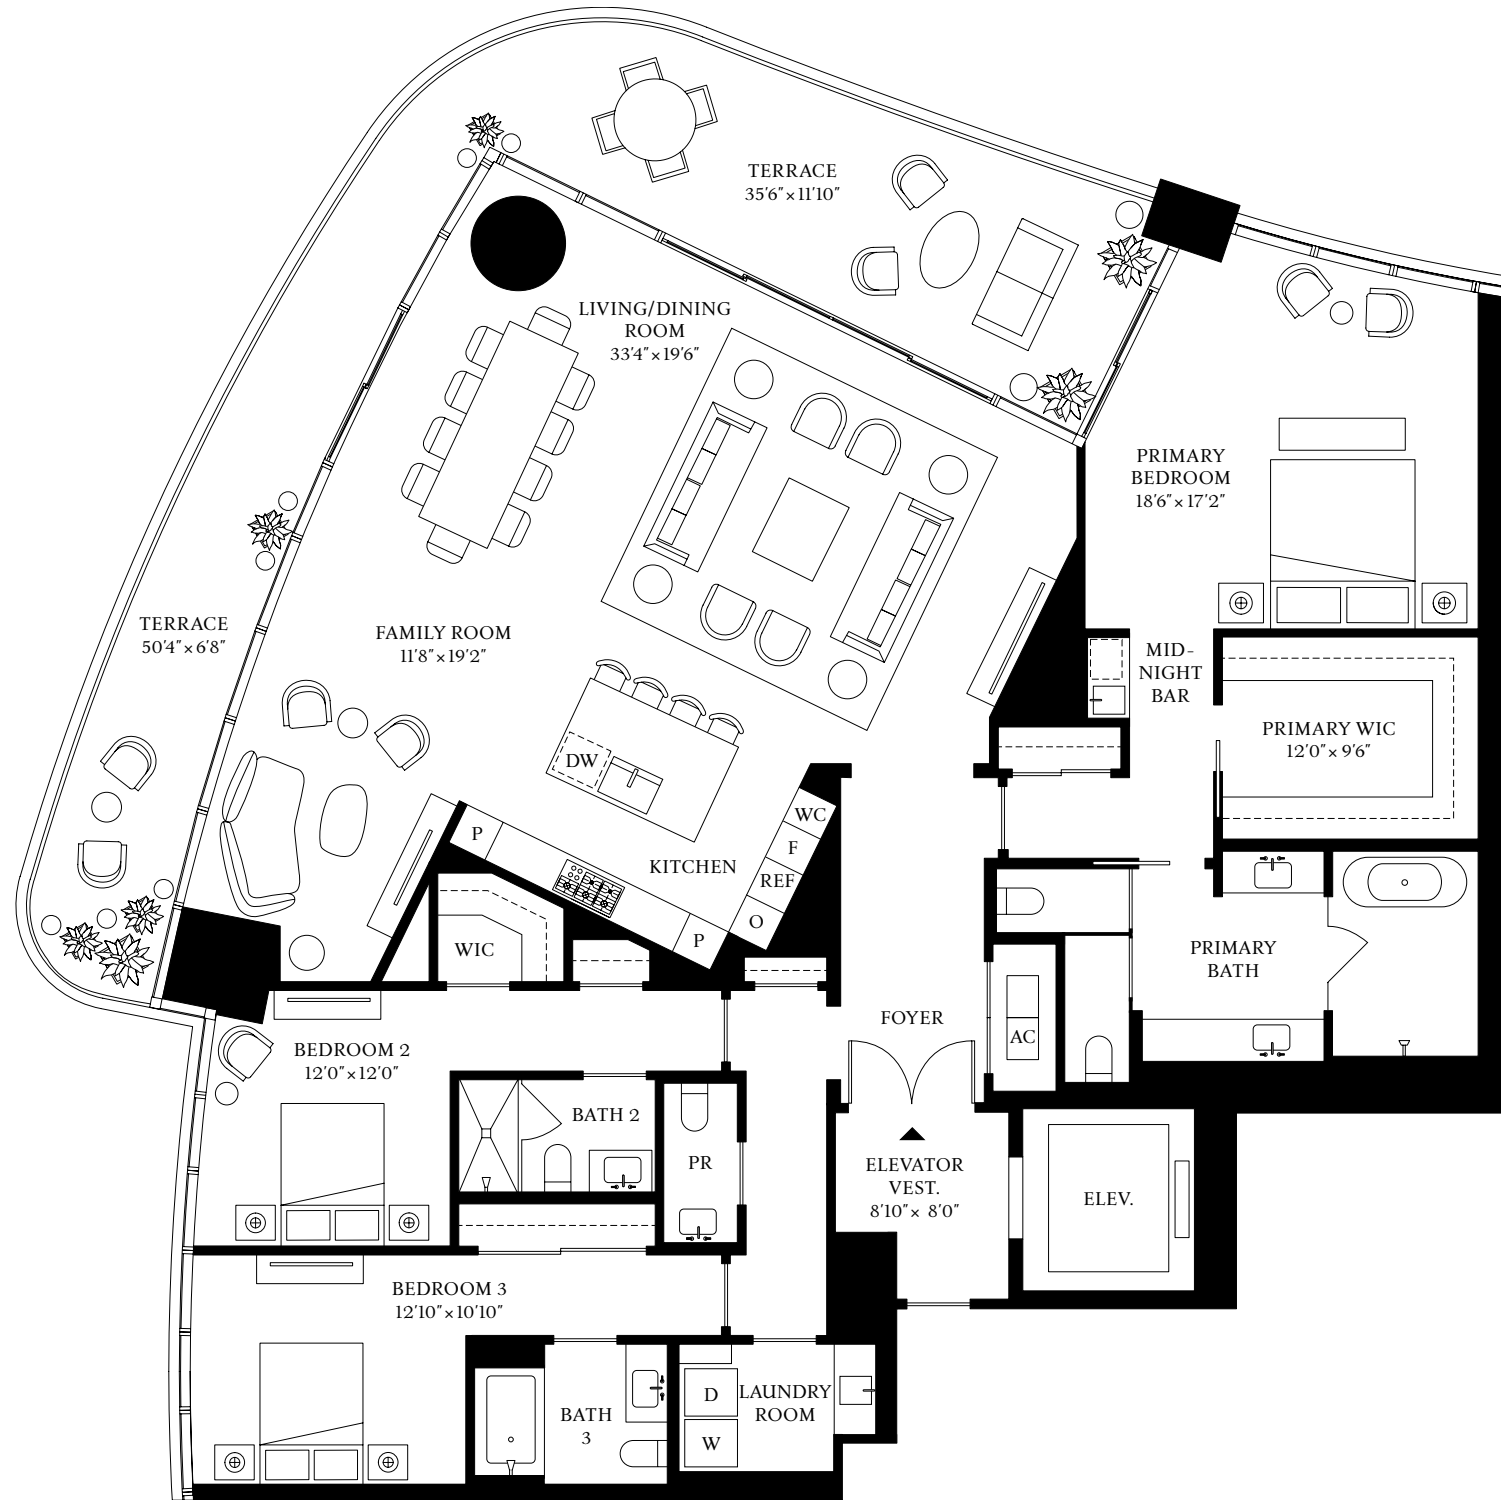 TERRACE
35'6"×11'10"
LIVING/DINING
ROOM
33'4"×19'6"
PRIMARY
BEDROOM
18'6"×17'2"
TERRACE
50'4"×6'8"
FAMILY ROOM
11'8"×19'2"
MID-
NIGHT
BAR
PRIMARY WIC
12'0"×9'6"
DW
P
WC
F
REF
O
KITCHEN
P
WIC
PRIMARY
BATH
FOYER
AC
BEDROOM 2
12'0"×12'0"
BATH 2
PR
ELEVATOR
VEST.
8'10"× 8'0"
ELEV.
BEDROOM 3
12'10"×10'10"
BATH
3
D
W
LAUNDRY
ROOM